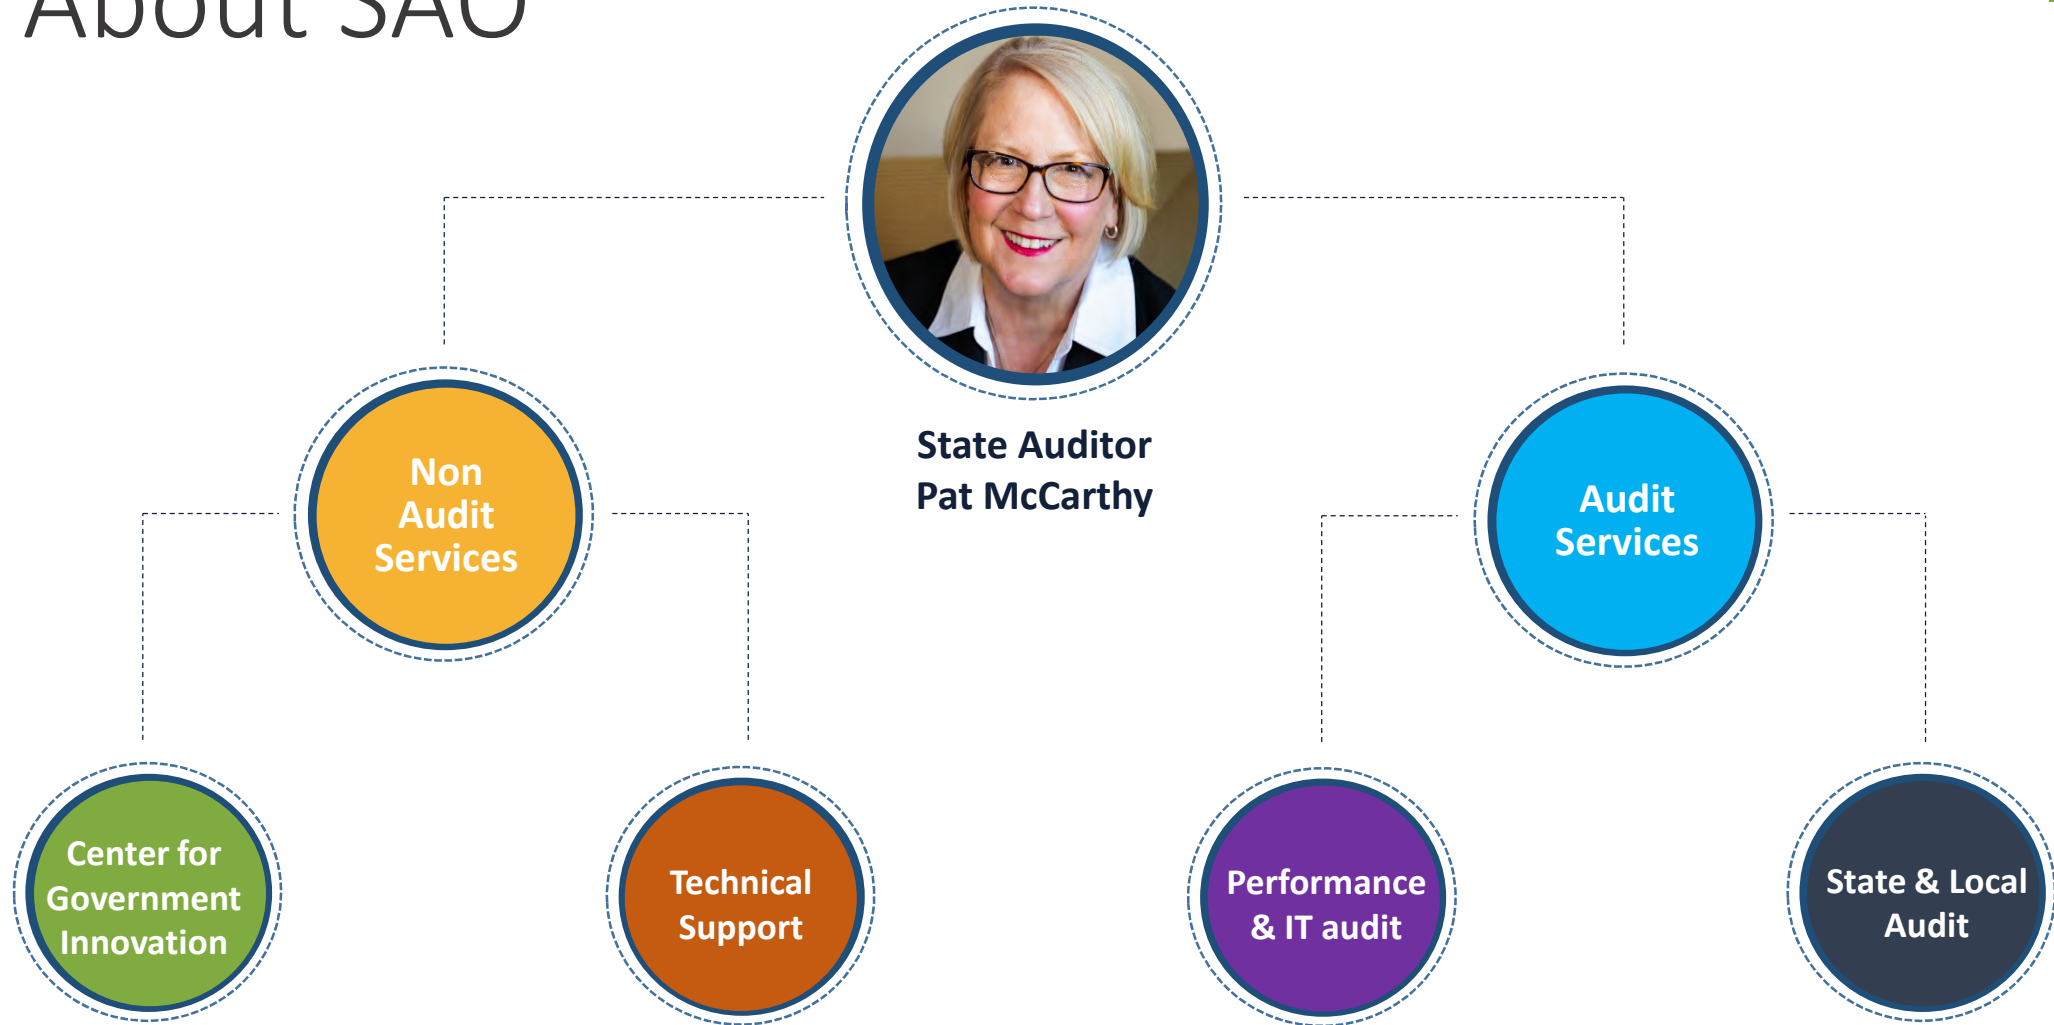 About SAO
State Auditor
Pat McCarthy
Non
Audit
Services
Audit
Services
Center for
Government
Innovation
Technical
Support
Performance
& IT audit
State & Local
Audit